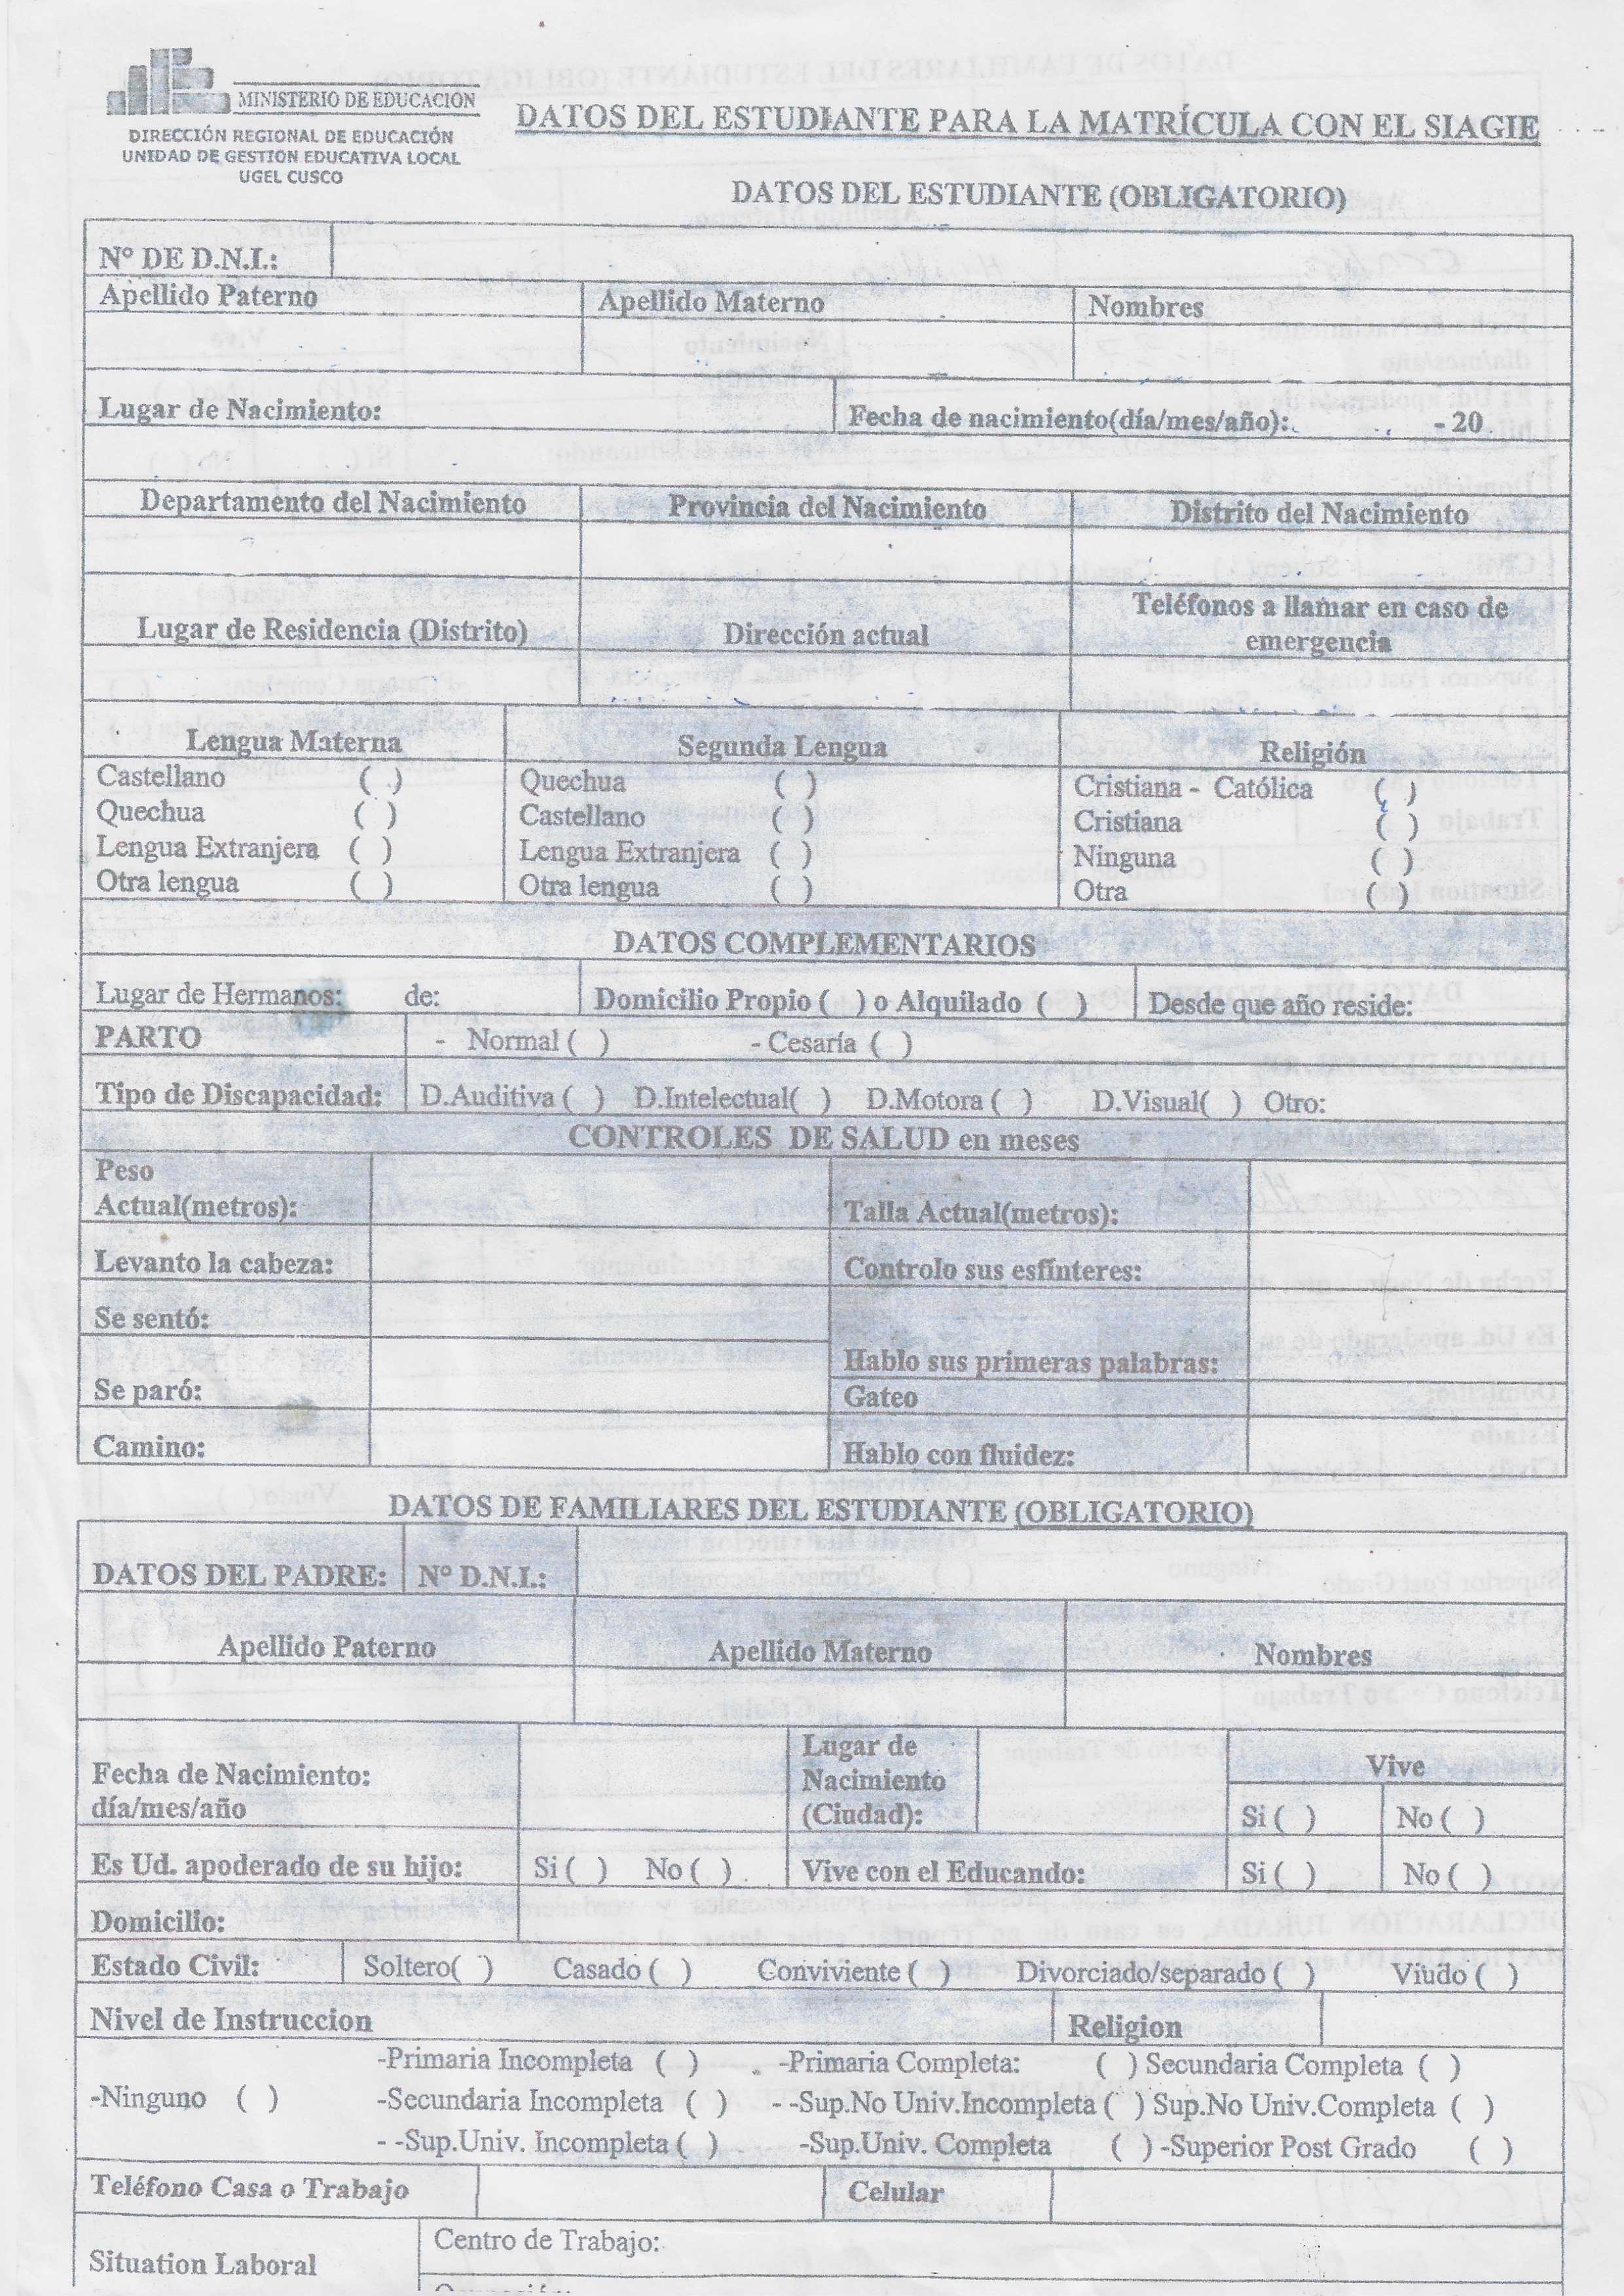 MINISTERIO DE EDUCACIÓN
DIRECCIÓN REGIONAL DE EDUCACIÓN
UNIDAD DE GESTIÓN EDUCATIVA LOCAL
UGEL CUSCO
DATOS DEL ESTUDIANTE PARA LA MATRÍCULA CON EL SIAGIE
DATOS DEL ESTUDIANTE (OBLIGATORIO)
N° DE D.N.I.:
Apellido Paterno Apellido Materno Nombres
Lugar de Nacimiento: Fecha de nacimiento(día/mes/año): - 20
Departamento del Nacimiento Provincia del Nacimiento Distrito del Nacimiento
Lugar de Residencia (Distrito) Dirección actual Teléfonos a llamar en caso de
emergencia
Lengua Materna Segunda Lengua Religión
Castellano ( ) Quechua ( ) Cristiana - Católica ( )
Quechua ( ) Castellano ( ) Cristiana ( )
Lengua Extranjera ( ) Lengua Extranjera ( ) Ninguna ( )
Otra lengua ( ) Otra lengua ( ) Otra ( )
DATOS COMPLEMENTARIOS
Lugar de Hermanos: de: Domicilio Propio ( ) o Alquilado ( ) Desde que año reside:
PARTO - Normal ( ) - Cesaría ( )
Tipo de Discapacidad: D.Auditiva ( ) D.Intelectual( ) D.Motora ( ) D.Visual( ) Otro:
CONTROLES DE SALUD en meses
Peso
Actual(metros): Talla Actual(metros):
Levanto la cabeza: Controlo sus esfínteres:
Se sentó:
Hablo sus primeras palabras:
Se paró: Gateo
Camino: Hablo con fluidez:
DATOS DE FAMILIARES DEL ESTUDIANTE (OBLIGATORIO)
DATOS DEL PADRE: N° D.N.I.:
Apellido Paterno Apellido Materno Nombres
Fecha de Nacimiento:
día/mes/año
Lugar de
Nacimiento
(Ciudad):
Vive
Si ( ) No ( )
Es Ud. apoderado de su hijo: Si ( ) No ( ) Vive con el Educando: Si ( ) No ( )
Domicilio:
Estado Civil: Soltero( ) Casado ( ) Conviviente ( ) Divorciado/separado ( ) Viudo ( )
Nivel de Instruccion Religion
-Primaria Incompleta ( ) -Primaria Completa: ( ) Secundaria Completa ( )
-Ninguno ( ) -Secundaria Incompleta ( ) - -Sup.No Univ.Incompleta ( ) Sup.No Univ.Completa ( )
- -Sup.Univ. Incompleta ( ) -Sup.Univ. Completa ( ) -Superior Post Grado ( )
Teléfono Casa o Trabajo Celular
Centro de Trabajo:
Situation Laboral